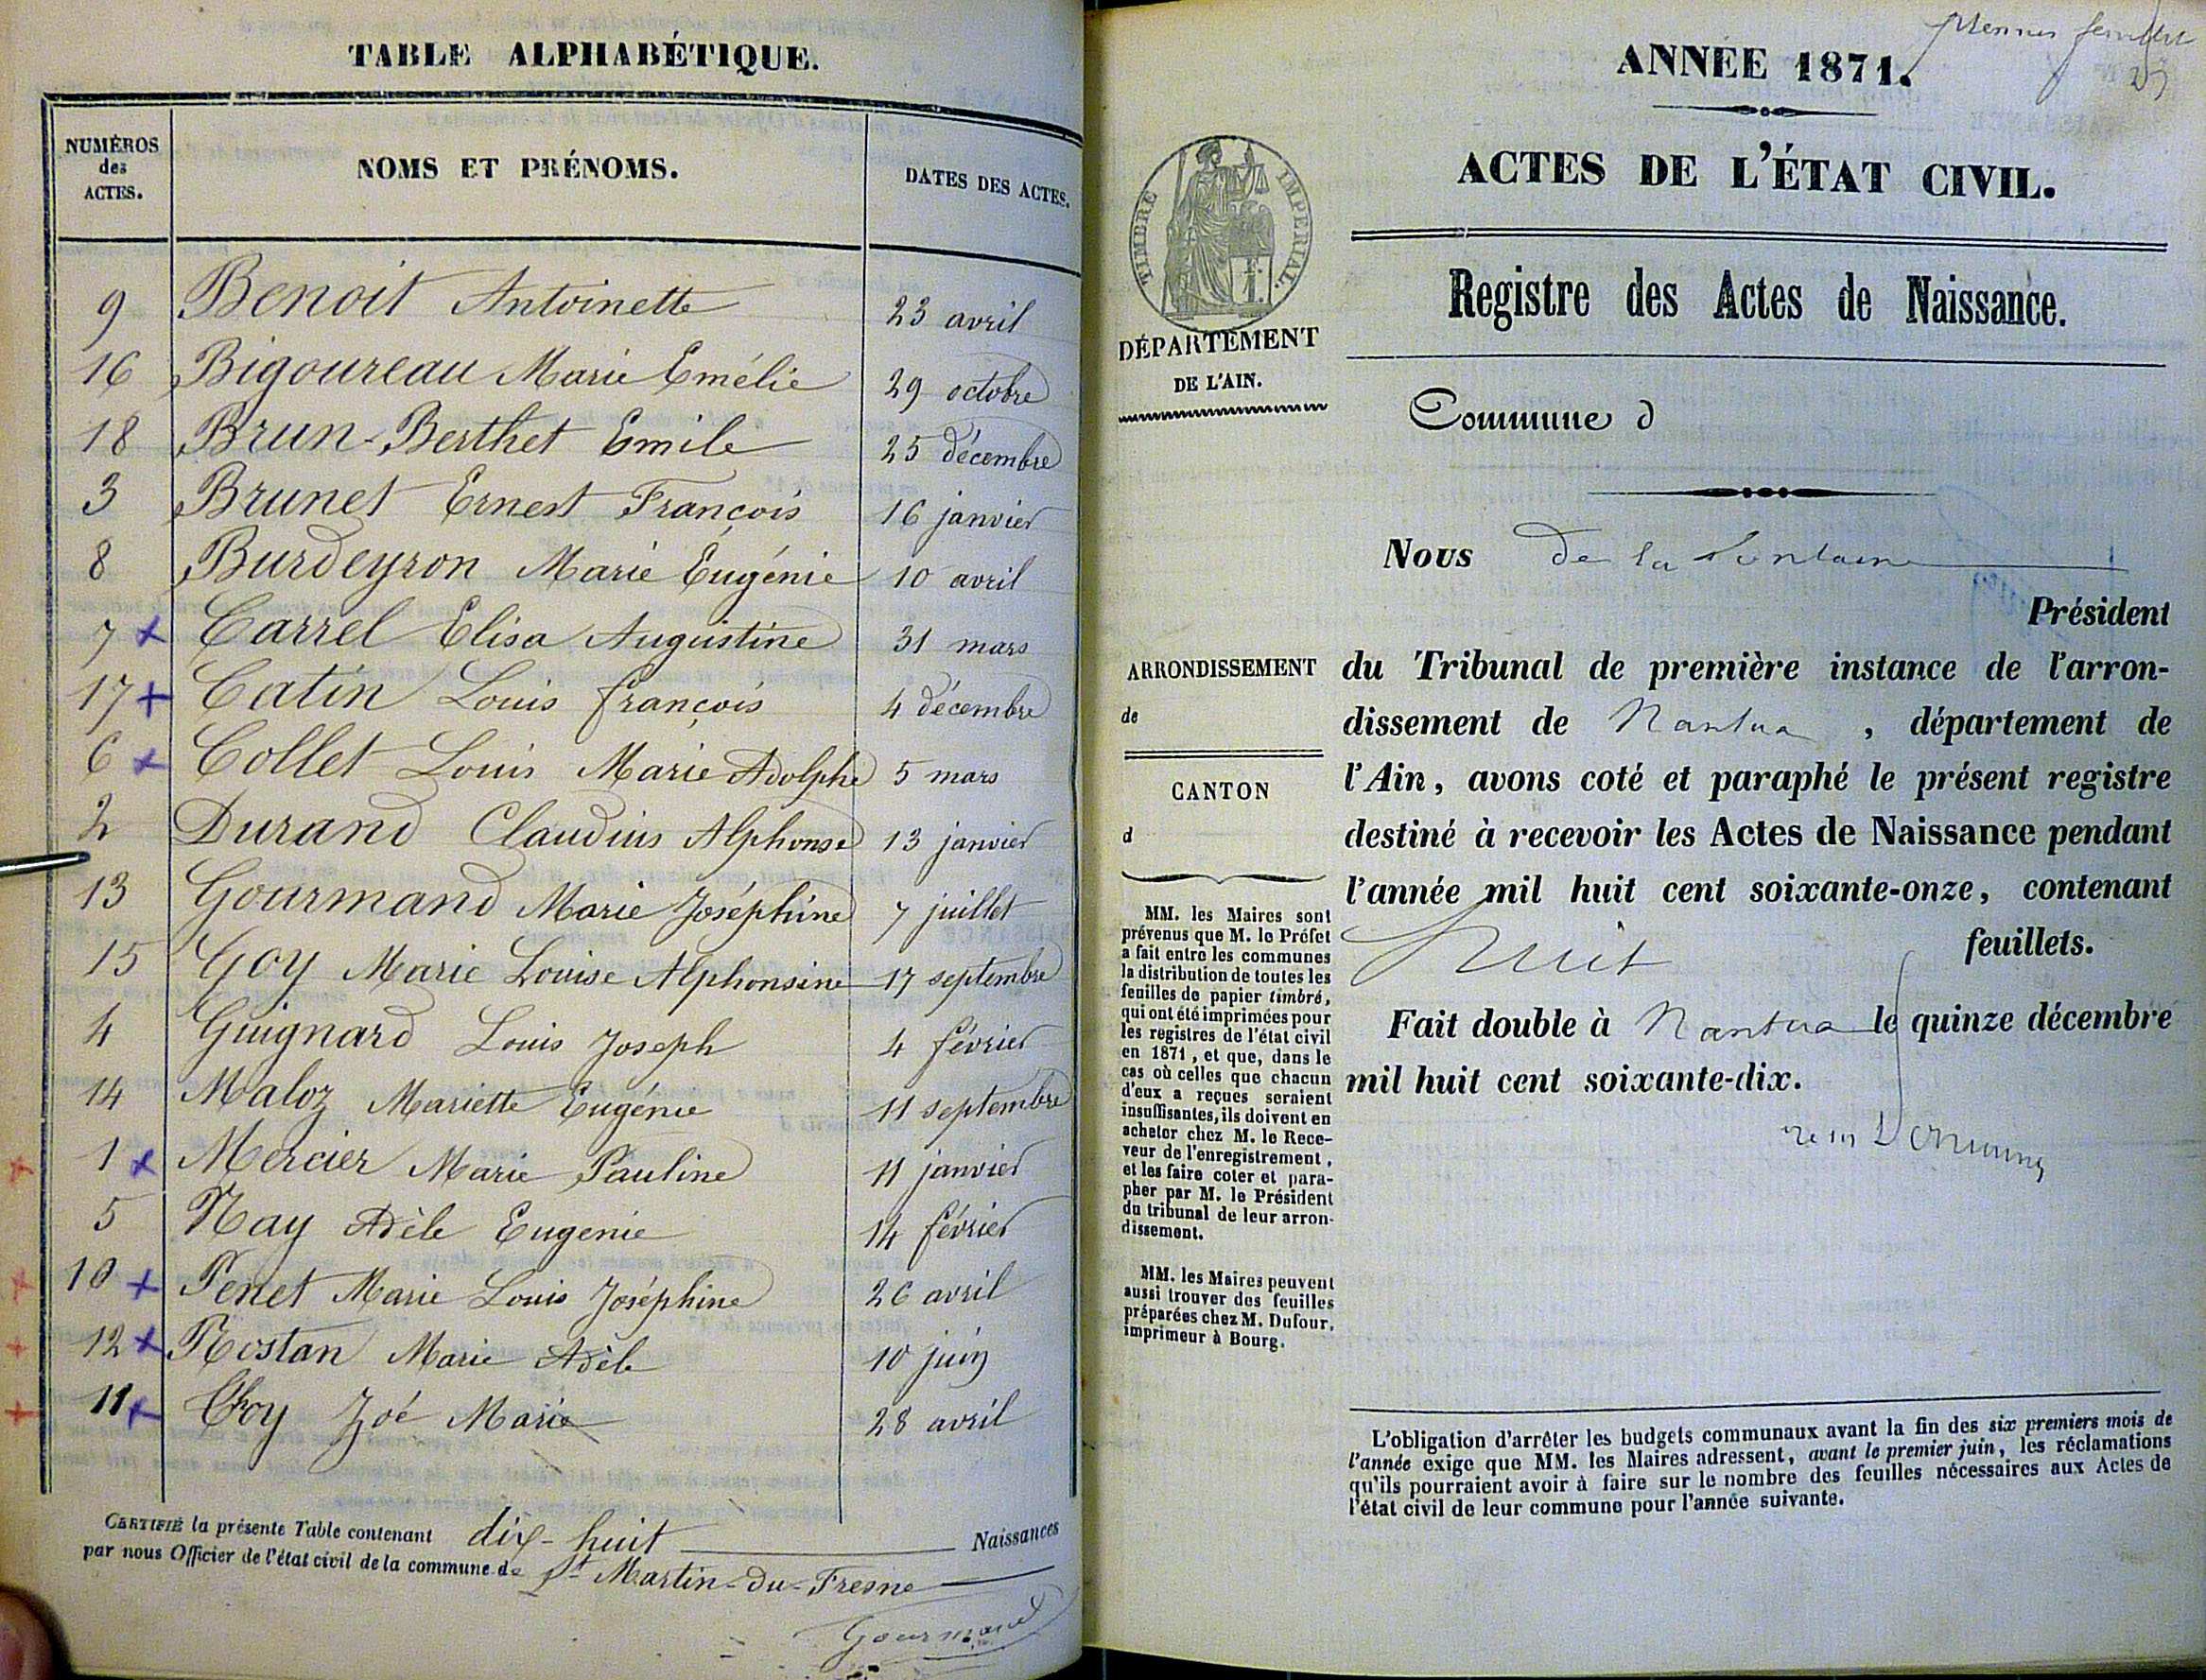 TABLE ALPHABÉTIQUE.
NUMÉROS des ACTES.
NOMS ET PRÉNOMS.
DATES DES ACTES.
9 Benoit Antoinette 23 avril
16 Bigoureau Marie Emélie 29 octobre
18 Brun-Berthet Emile 25 décembre
3 Brunet Ernest François 16 janvier
8 Burdeyron Marie Eugénie 10 avril
7 x Carrel Elisa Augustine 31 mars
17 + Catin Louis françois 4 décembre
6 x Collet Louis Marie Adolphe 5 mars
2 Durand Claudius Alphonse 13 janvier
13 Gourmand Marie Joséphine 7 juillet
15 Goy Marie Louise Alphonsine 17 septembre
4 Guignard Louis Joseph 4 février
14 Maloz Mariette Eugénie 11 septembre
x 1 x Mercier Marie Pauline 11 janvier
5 Nay Adèle Eugenie 14 février
x 10 x Penet Marie Louis Joséphine 26 avril
+ 12 x Rostan Marie Adèle 10 juin
+ 11 x Zoé Marie 28 avril
CERTIFIÉ la présente Table contenant dix-huit Naissances
par nous Officier de l'état civil de la commune de St Martin-du-Fresne
Gourmand
ANNÉE 1871.
ACTES DE L'ÉTAT CIVIL.
TIMBRE IMPÉRIAL.
DÉPARTEMENT
DE L'AIN.
Registre des Actes de Naissance.
Commune d
Nous De la
Président
ARRONDISSEMENT
de
CANTON
d
du Tribunal de première instance de l'arron-
dissement de Nantua , département de
l'Ain, avons coté et paraphé le présent registre
destiné à recevoir les Actes de Naissance pendant
l'année mil huit cent soixante-onze, contenant
huit feuillets.
Fait double à Nantua le quinze décembre
mil huit cent soixante-dix.
MM. les Maires sont
prévenus que M. le Préfet
a fait entre les communes
la distribution de toutes les
feuilles de papier timbré,
qui ont été imprimées pour
les registres de l'état civil
en 1871, et que, dans le
cas où celles que chacun
d'eux a reçues seraient
insuffisantes, ils doivent en
acheter chez M. le Rece-
veur de l'enregistrement,
et les faire coter et para-
pher par M. le Président
du tribunal de leur arron-
dissement.
MM. les Maires peuvent
aussi trouver des feuilles
préparées chez M. Dufour,
imprimeur à Bourg.
L'obligation d'arrêter les budgets communaux avant la fin des six premiers mois de
l'année exige que MM. les Maires adressent, avant le premier juin, les réclamations
qu'ils pourraient avoir à faire sur le nombre des feuilles nécessaires aux Actes de
l'état civil de leur commune pour l'année suivante.